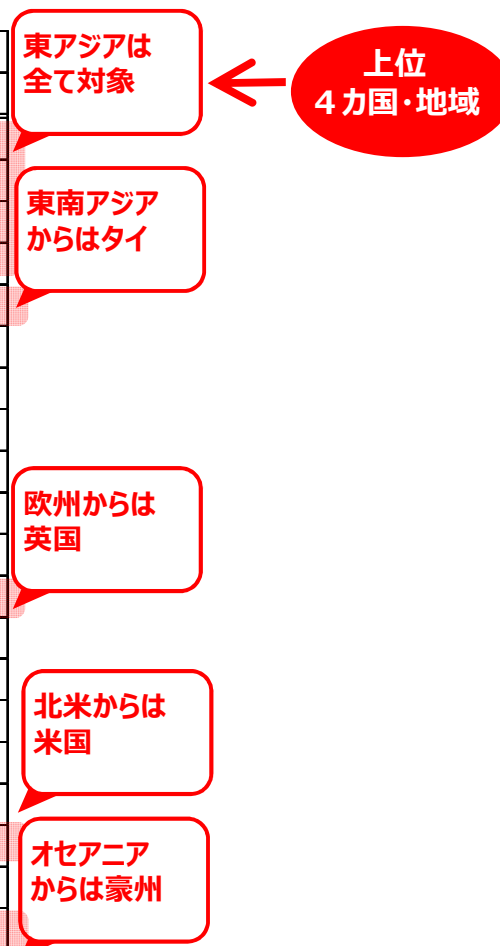 東アジアは
全て対象
上位
４カ国・地域
東南アジア
からはタイ
欧州からは
英国
北米からは
米国
オセアニア
からは豪州